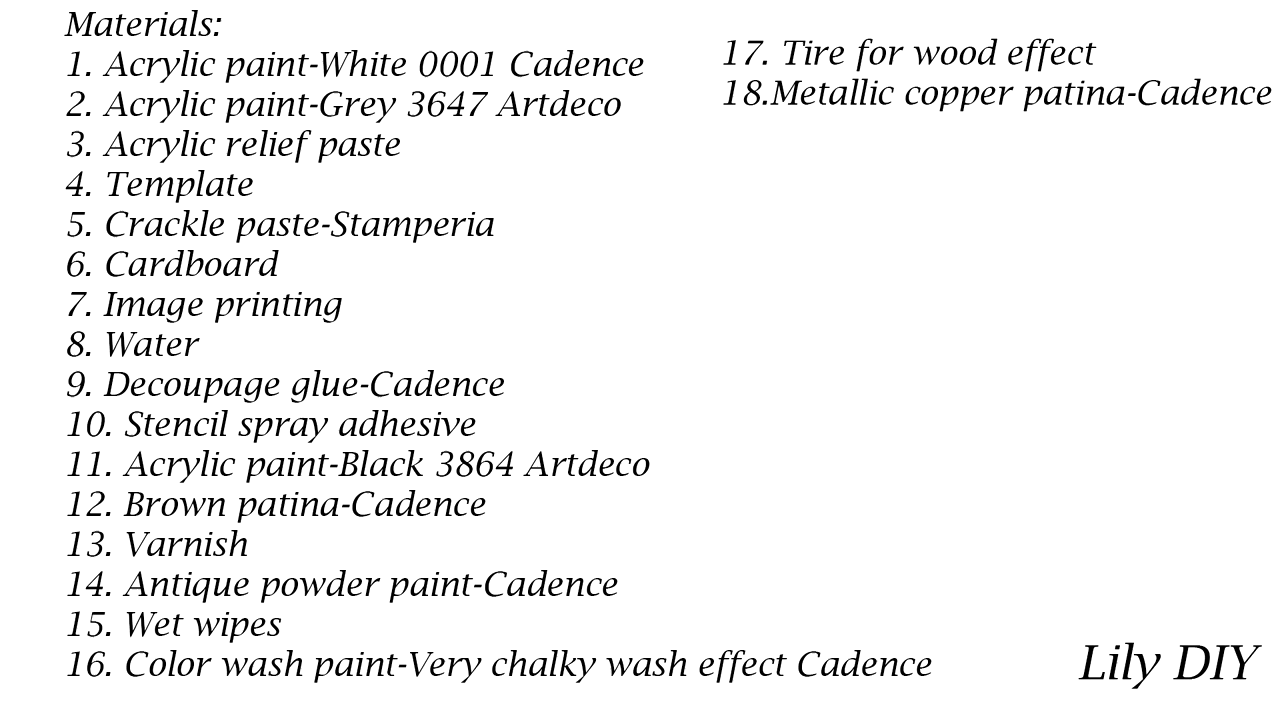 Materials:
1. Acrylic paint-White 0001 Cadence
2. Acrylic paint-Grey 3647 Artdeco
3. Acrylic relief paste
4. Template
5. Crackle paste-Stamperia
6. Cardboard
7. Image printing
8. Water
9. Decoupage glue-Cadence
10. Stencil spray adhesive
11. Acrylic paint-Black 3864 Artdeco
12. Brown patina-Cadence
13. Varnish
14. Antique powder paint-Cadence
15. Wet wipes
16. Color wash paint-Very chalky wash effect Cadence
17. Tire for wood effect
18.Metallic copper patina-Cadence
Lily DIY